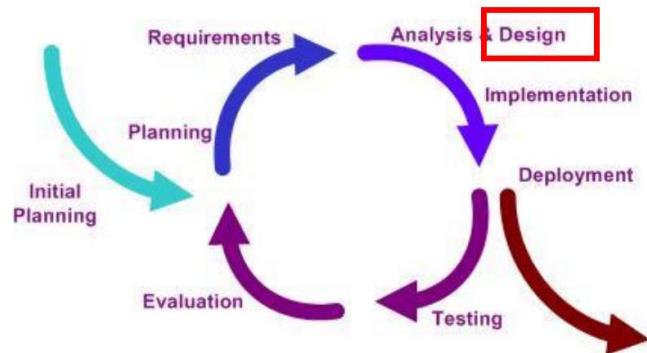 Requirements
Analysis & Design
Implementation
Planning
Deployment
Initial
Planning
Evaluation
Testing